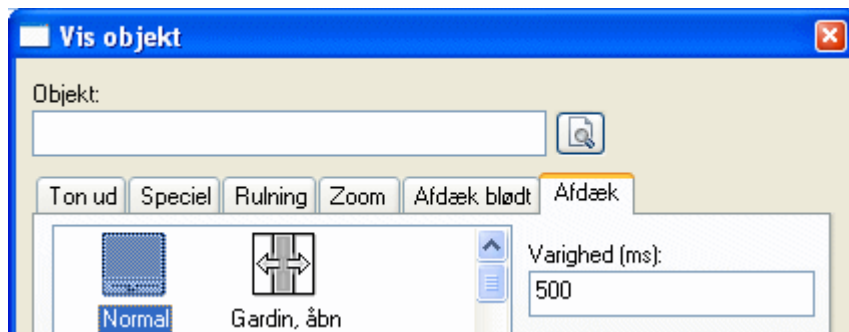 Vis objekt
Objekt:
Ton ud Speciel Rulning Zoom Afdæk blødt Afdæk
Varighed (ms):
500
Normal Gardin, åbn